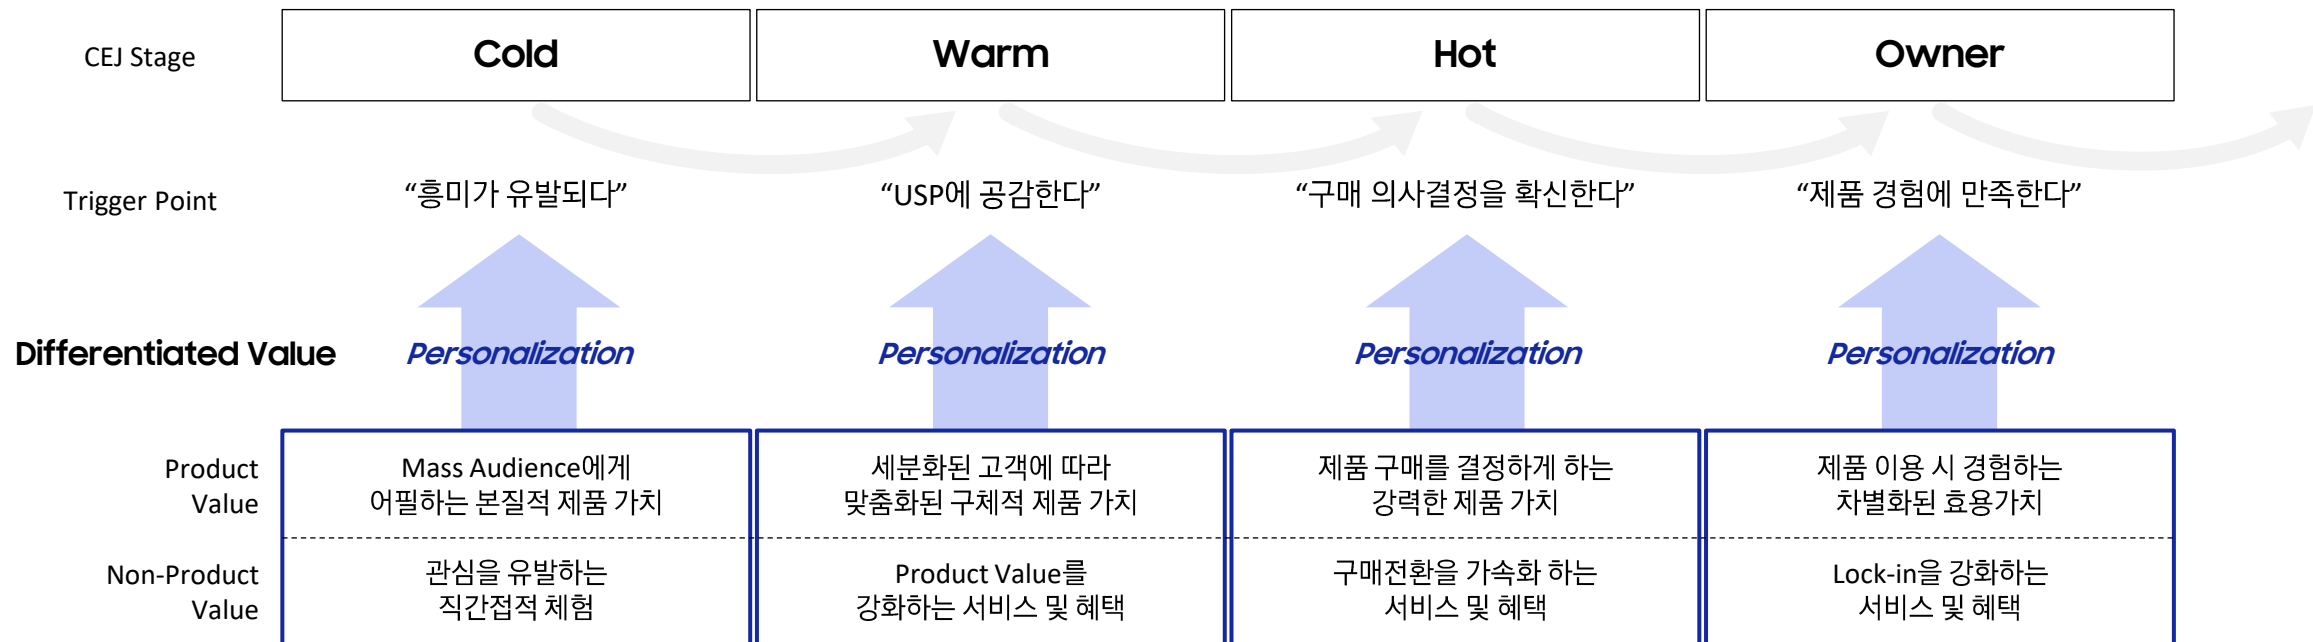 CEJ Stage
Cold
Warm
Hot
Owner
Trigger Point
“흥미가 유발되다”
“USP에 공감한다”
“구매 의사결정을 확신한다”
“제품 경험에 만족한다”
Differentiated Value
Personalization
Personalization
Personalization
Personalization
Product
Value
Mass Audience에게
어필하는 본질적 제품 가치
세분화된 고객에 따라
맞춤화된 구체적 제품 가치
제품 구매를 결정하게 하는
강력한 제품 가치
제품 이용 시 경험하는
차별화된 효용가치
Non-Product
Value
관심을 유발하는
직간접적 체험
Product Value를
강화하는 서비스 및 혜택
구매전환을 가속화 하는
서비스 및 혜택
Lock-in을 강화하는
서비스 및 혜택